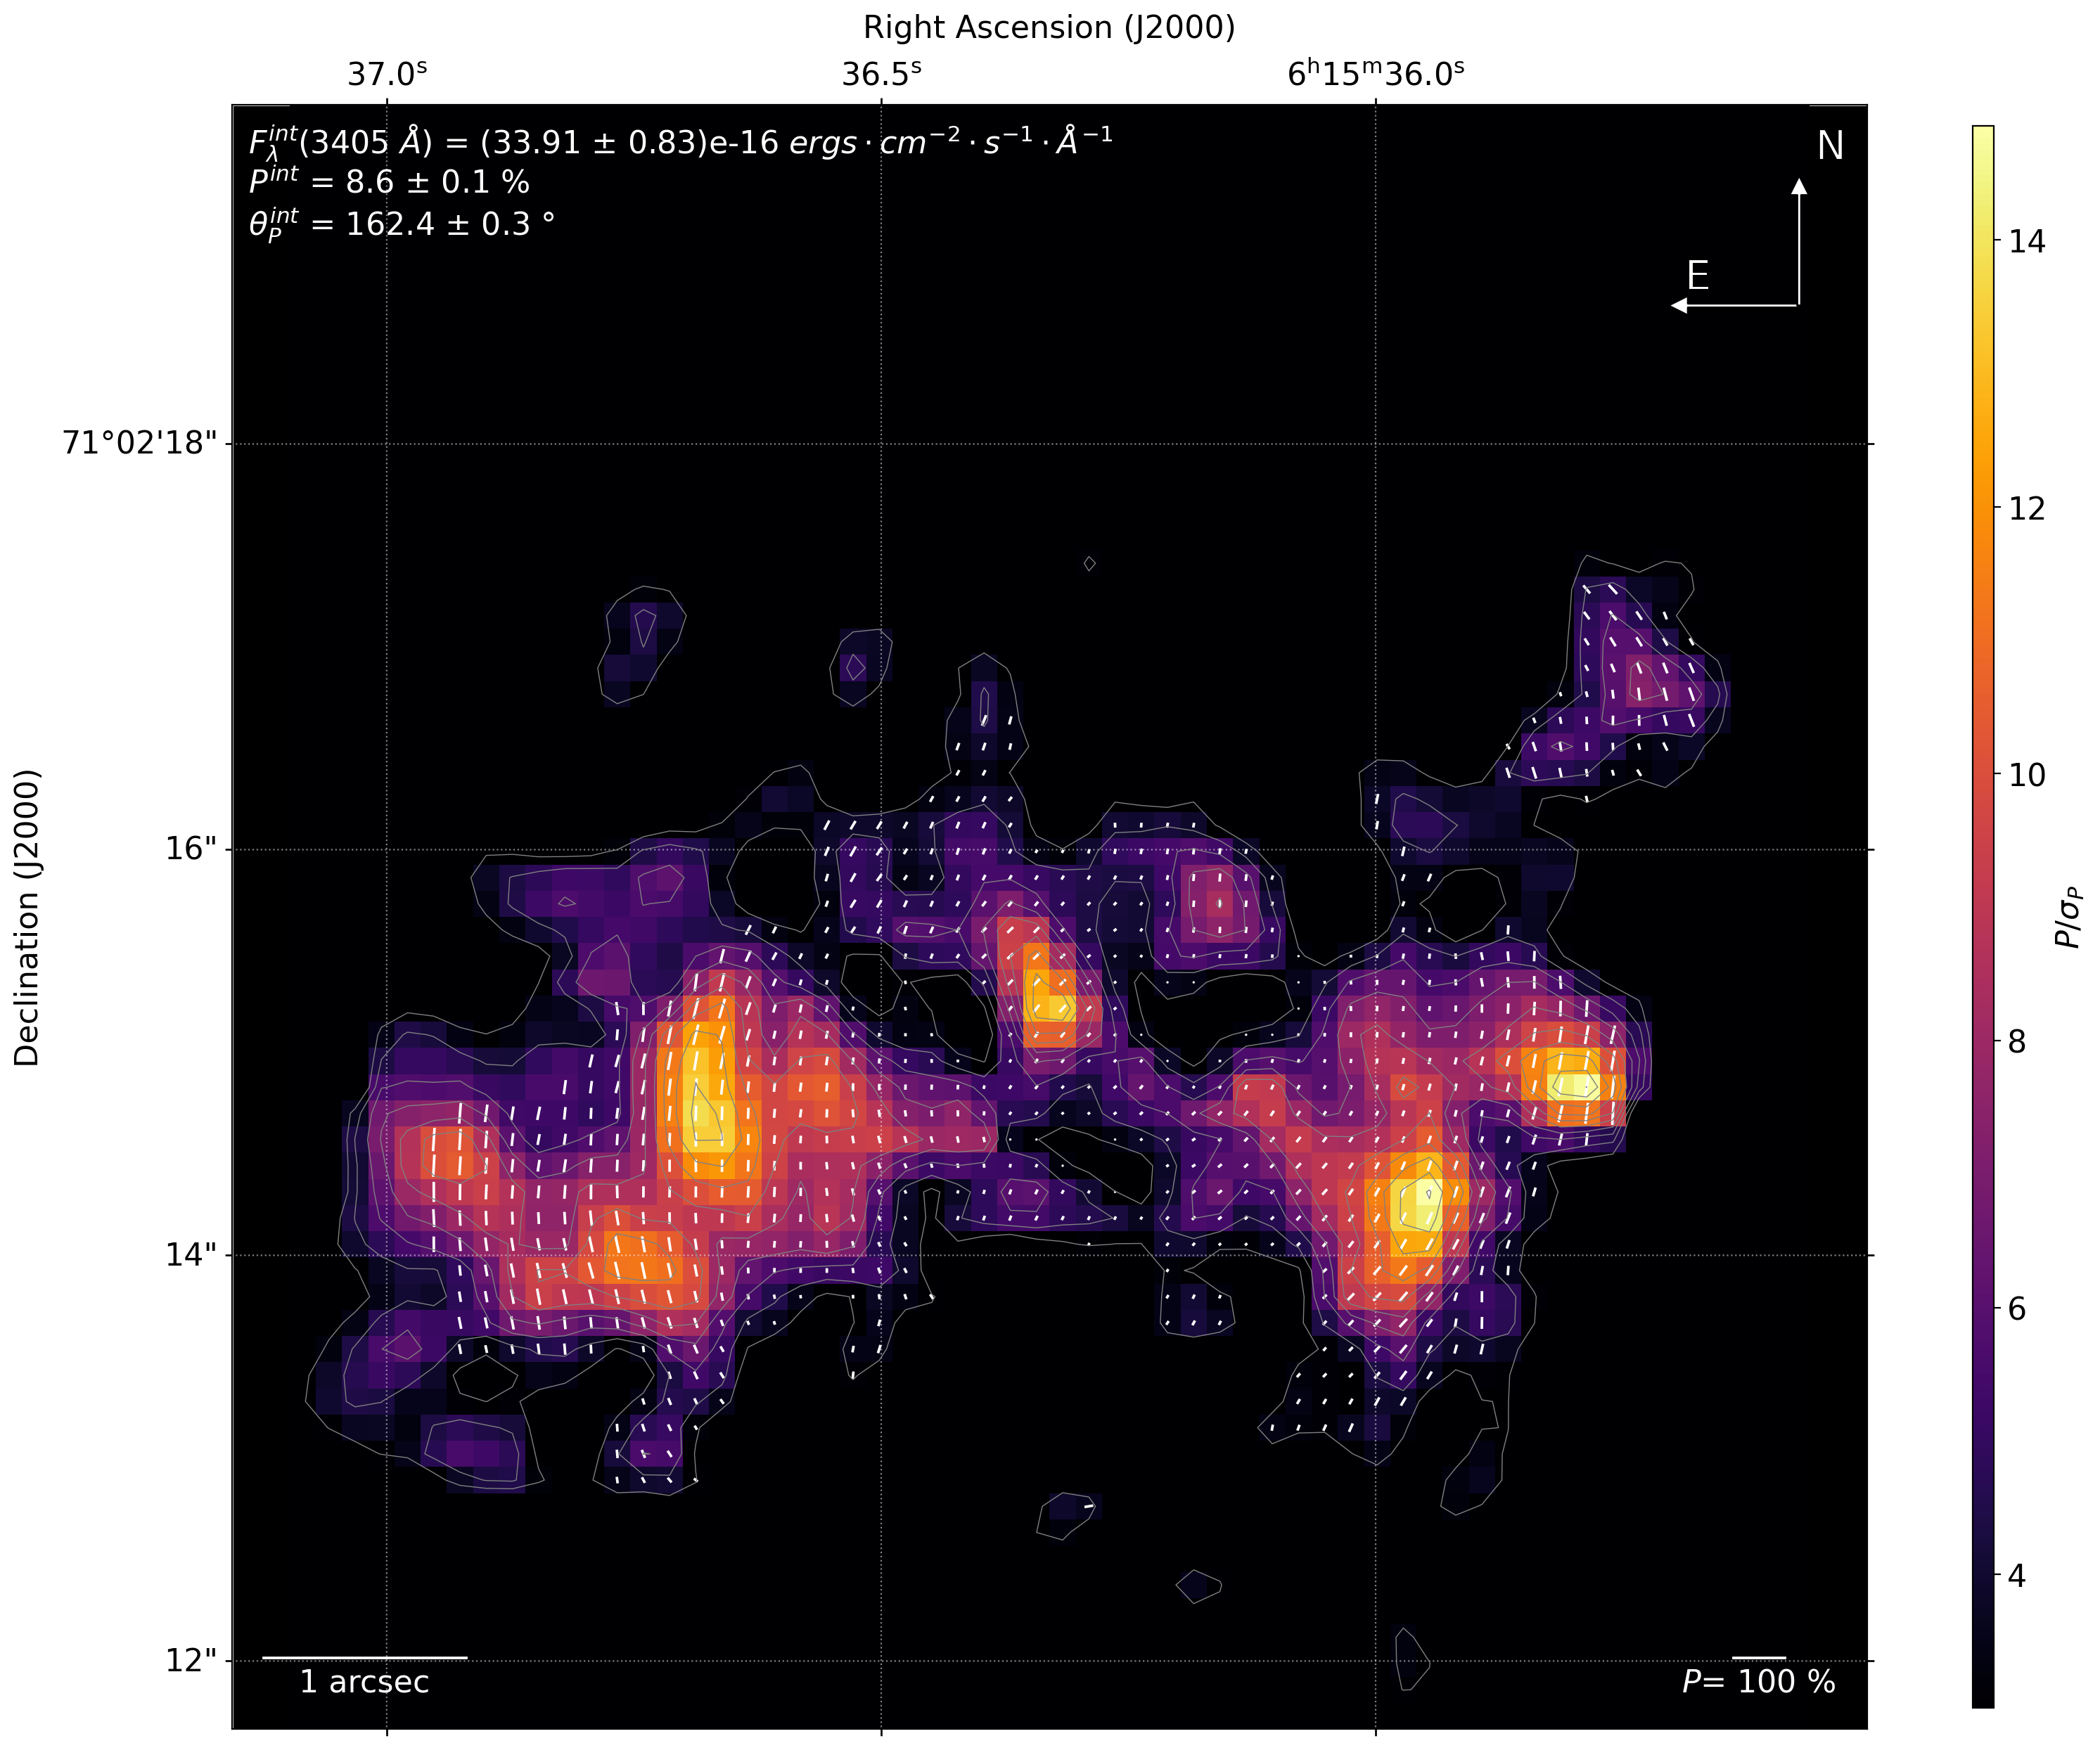 Right Ascension (J2000)
37.0ˢ 36.5ˢ 6ʰ15ᵐ36.0ˢ
F_λ^int(3405 Å) = (33.91 ± 0.83)e-16 ergs · cm⁻² · s⁻¹ · Å⁻¹
P^int = 8.6 ± 0.1 %
θ_P^int = 162.4 ± 0.3 °
N
E
71°02'18"
16"
14"
12"
Declination (J2000)
1 arcsec
P= 100 %
14
12
10
8
6
4
P/σ_P